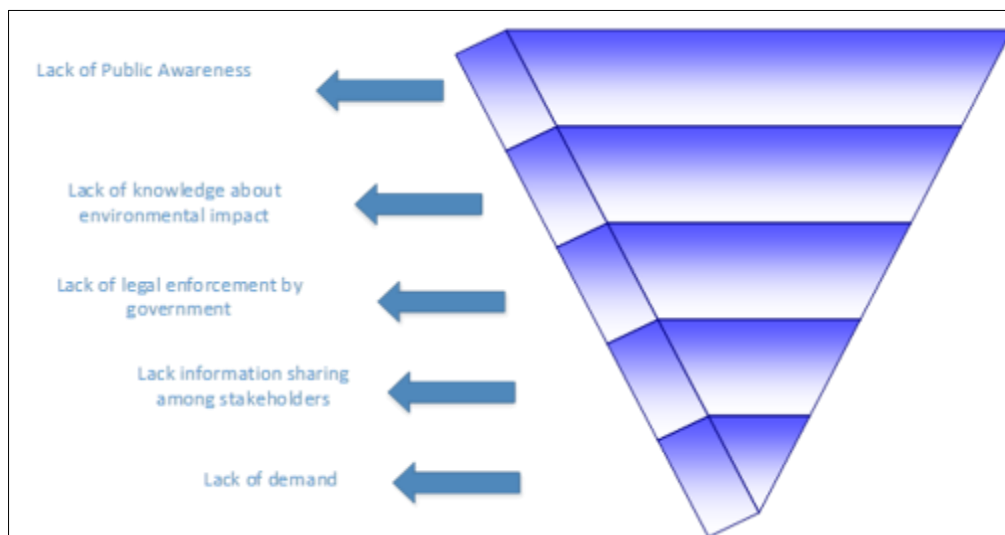 Lack of Public Awareness
Lack of knowledge about
environmental impact
Lack of legal enforcement by
government
Lack information sharing
among stakeholders
Lack of demand